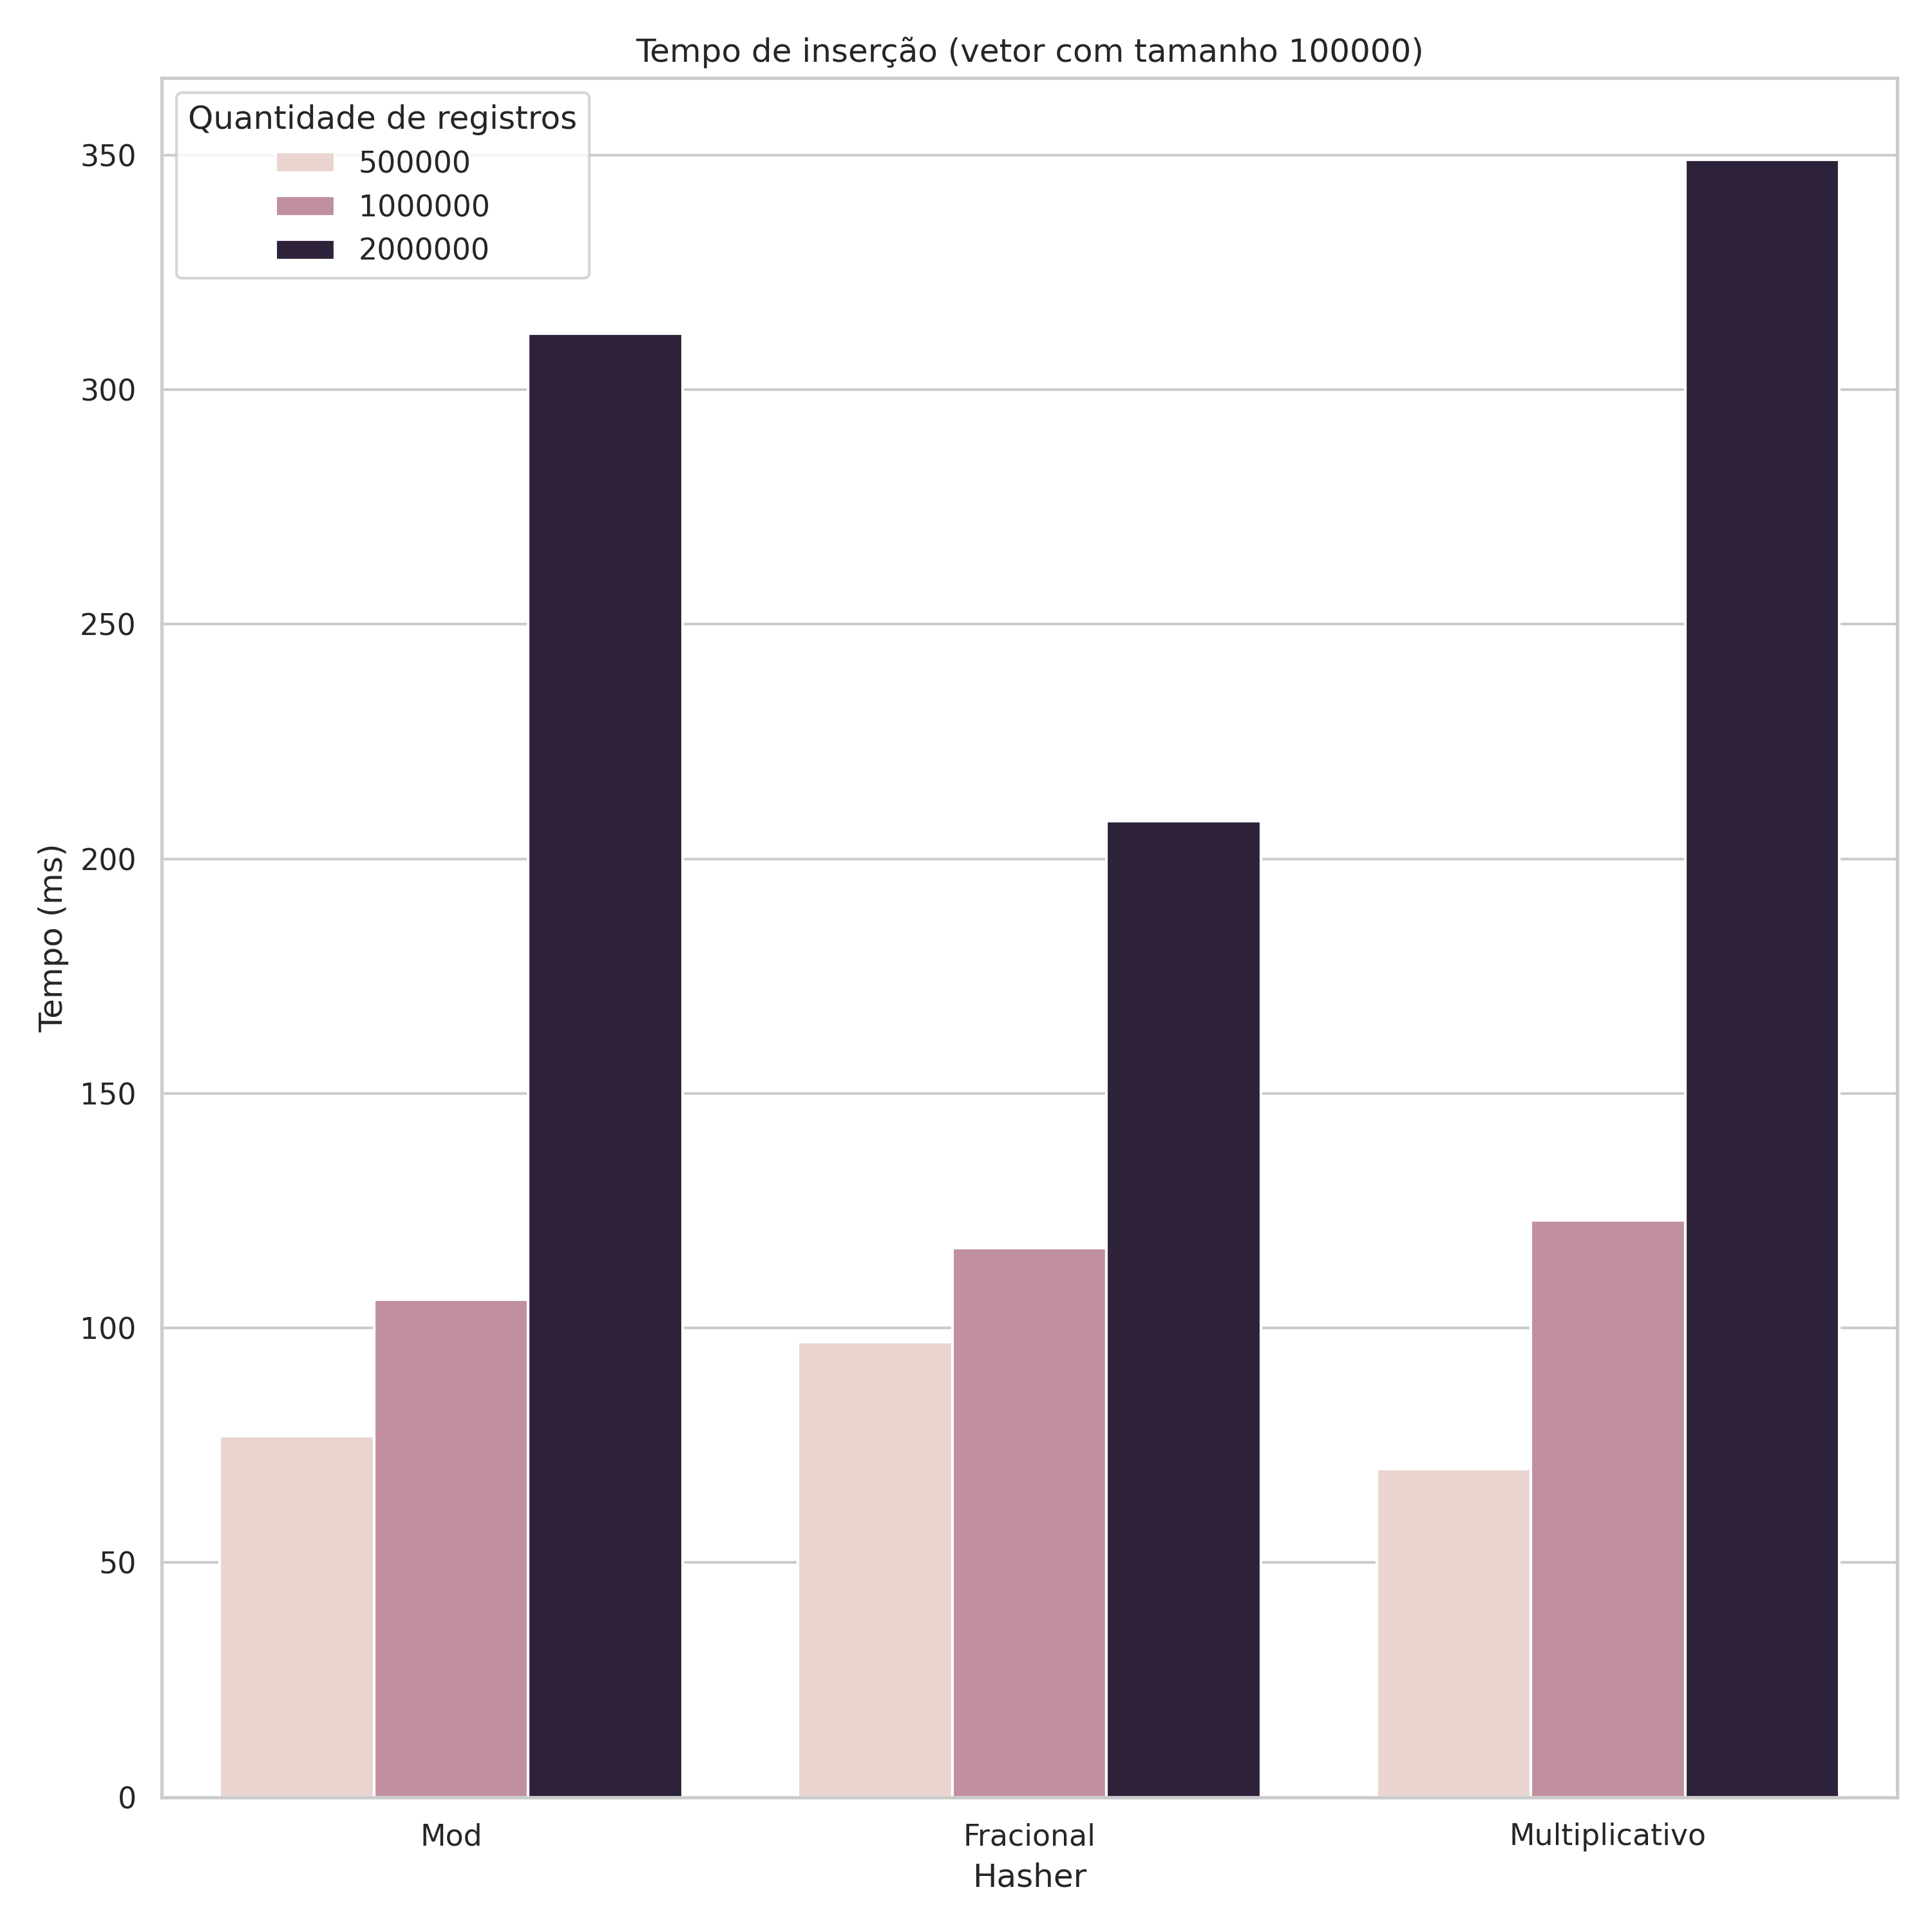 Tempo de inserção (vetor com tamanho 100000)
Quantidade de registros
500000
1000000
2000000
350
300
250
200
150
100
50
0
Tempo (ms)
Mod
Fracional
Multiplicativo
Hasher